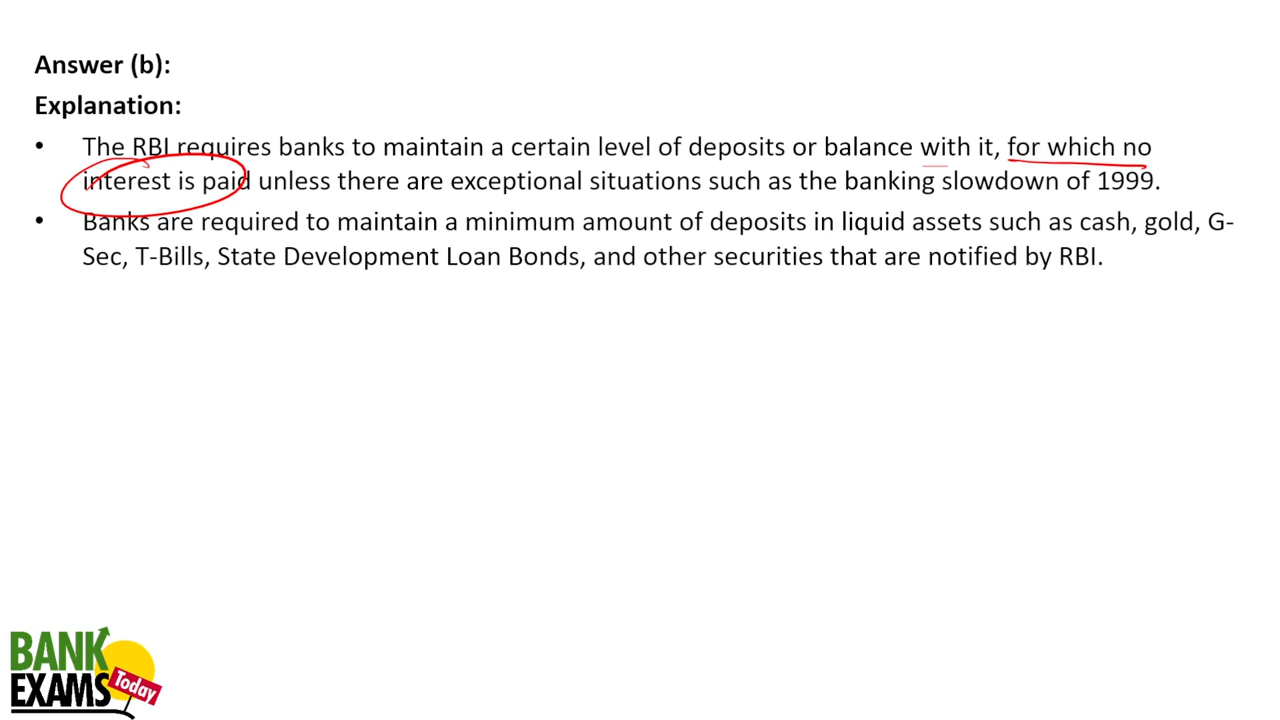 Answer (b):
Explanation:
• The RBI requires banks to maintain a certain level of deposits or balance with it, for which no
interest is paid unless there are exceptional situations such as the banking slowdown of 1999.
• Banks are required to maintain a minimum amount of deposits in liquid assets such as cash, gold, G-
Sec, T-Bills, State Development Loan Bonds, and other securities that are notified by RBI.
BANK
EXAMS Today